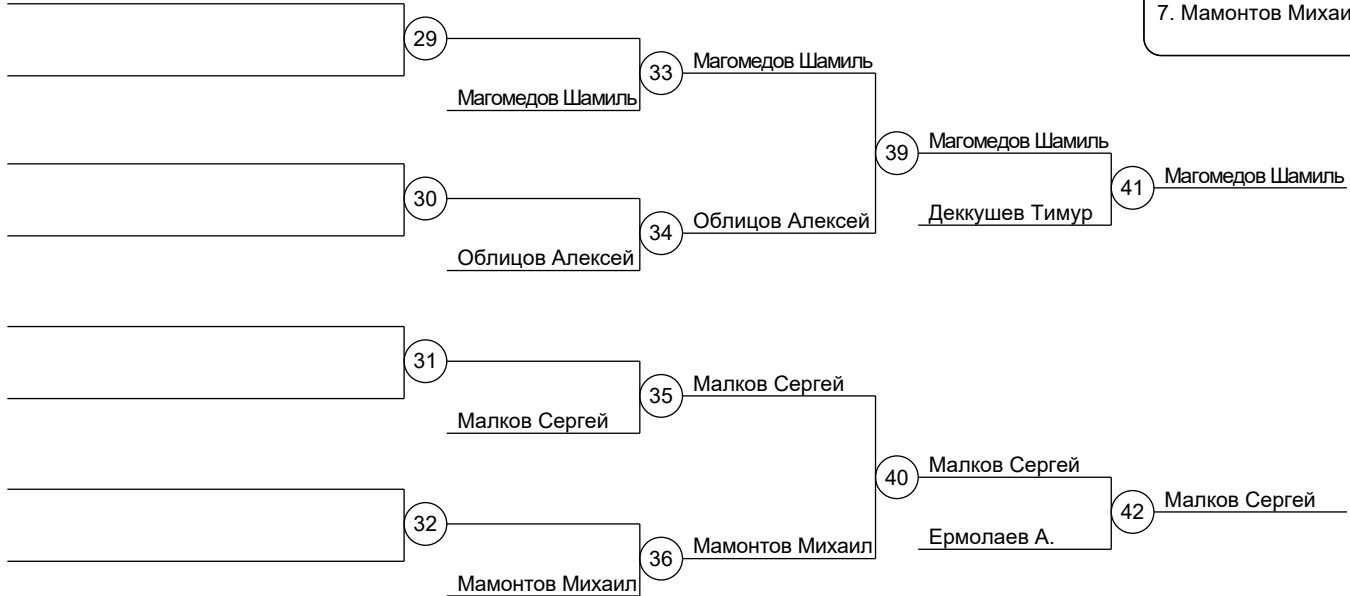 7. Мамонтов Михаи
29
33
Магомедов Шамиль
Магомедов Шамиль
39
Магомедов Шамиль
41
Магомедов Шамиль
30
34
Облицов Алексей
Деккушев Тимур
Облицов Алексей
31
35
Малков Сергей
Малков Сергей
40
Малков Сергей
42
Малков Сергей
32
36
Мамонтов Михаил
Ермолаев А.
Мамонтов Михаил